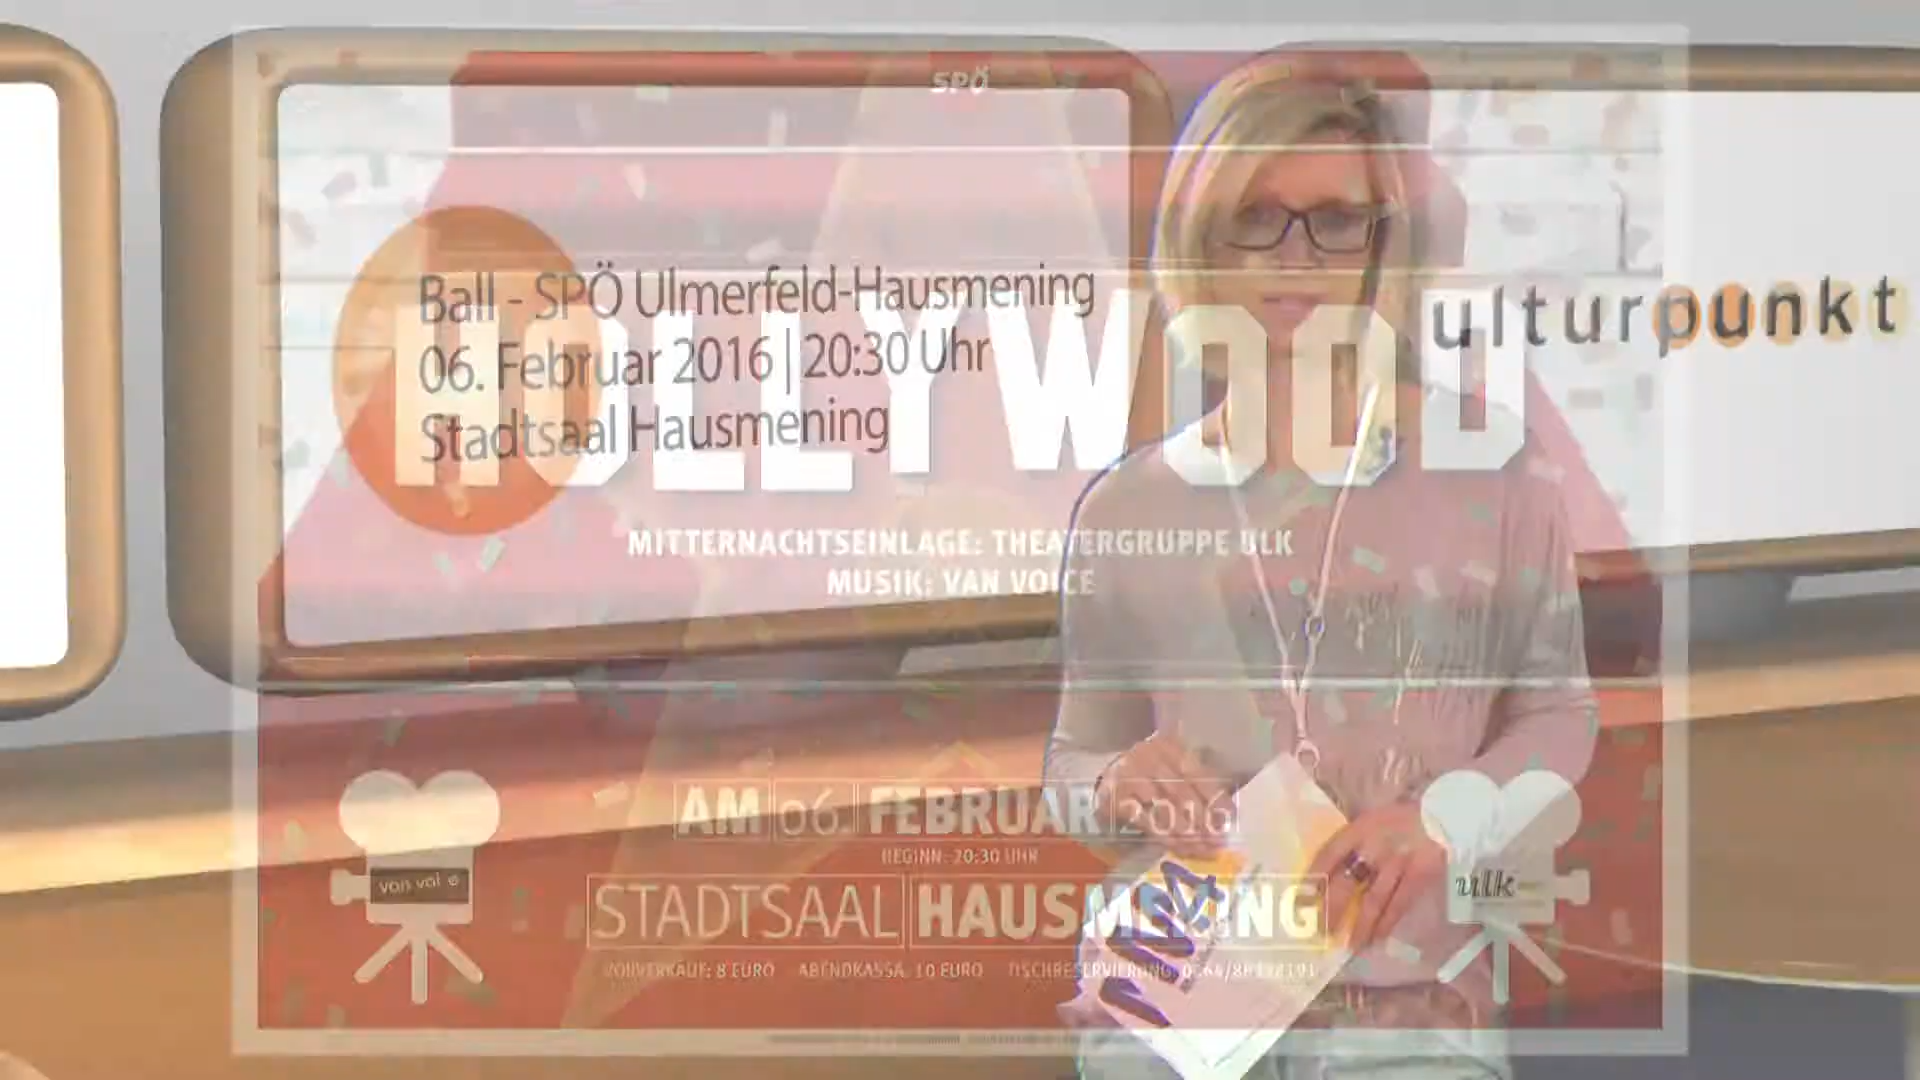 SPÖ
Ball - SPÖ Ulmerfeld-Hausmening
06. Februar 2016 | 20:30 Uhr
Stadtsaal Hausmening
HOLLYWOOD
ulturpunkt
MITTERNACHTSEINLAGE: THEATERGRUPPE ULK
MUSIK: VAN VOICE
AM 06. FEBRUAR 2016
BEGINN: 20:30 UHR
van voi e
ulk
STADTSAAL HAUSMENING
VORVERKAUF: 8 EURO ABENDKASSA: 10 EURO TISCHRESERVIERUNG: